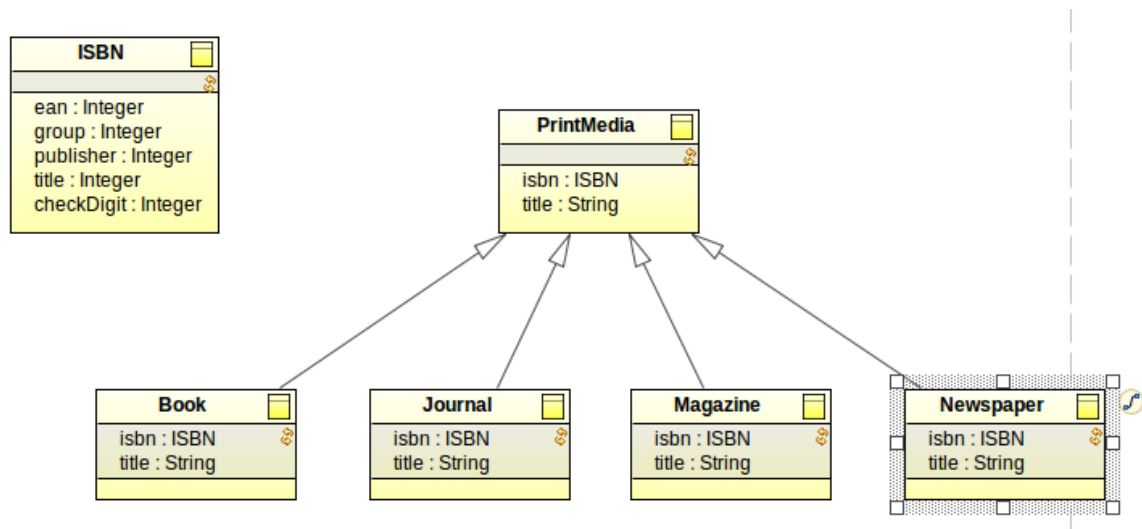 ISBN
ean : Integer
group : Integer
publisher : Integer
title : Integer
checkDigit : Integer
PrintMedia
isbn : ISBN
title : String
Book
isbn : ISBN
title : String
Journal
isbn : ISBN
title : String
Magazine
isbn : ISBN
title : String
Newspaper
isbn : ISBN
title : String